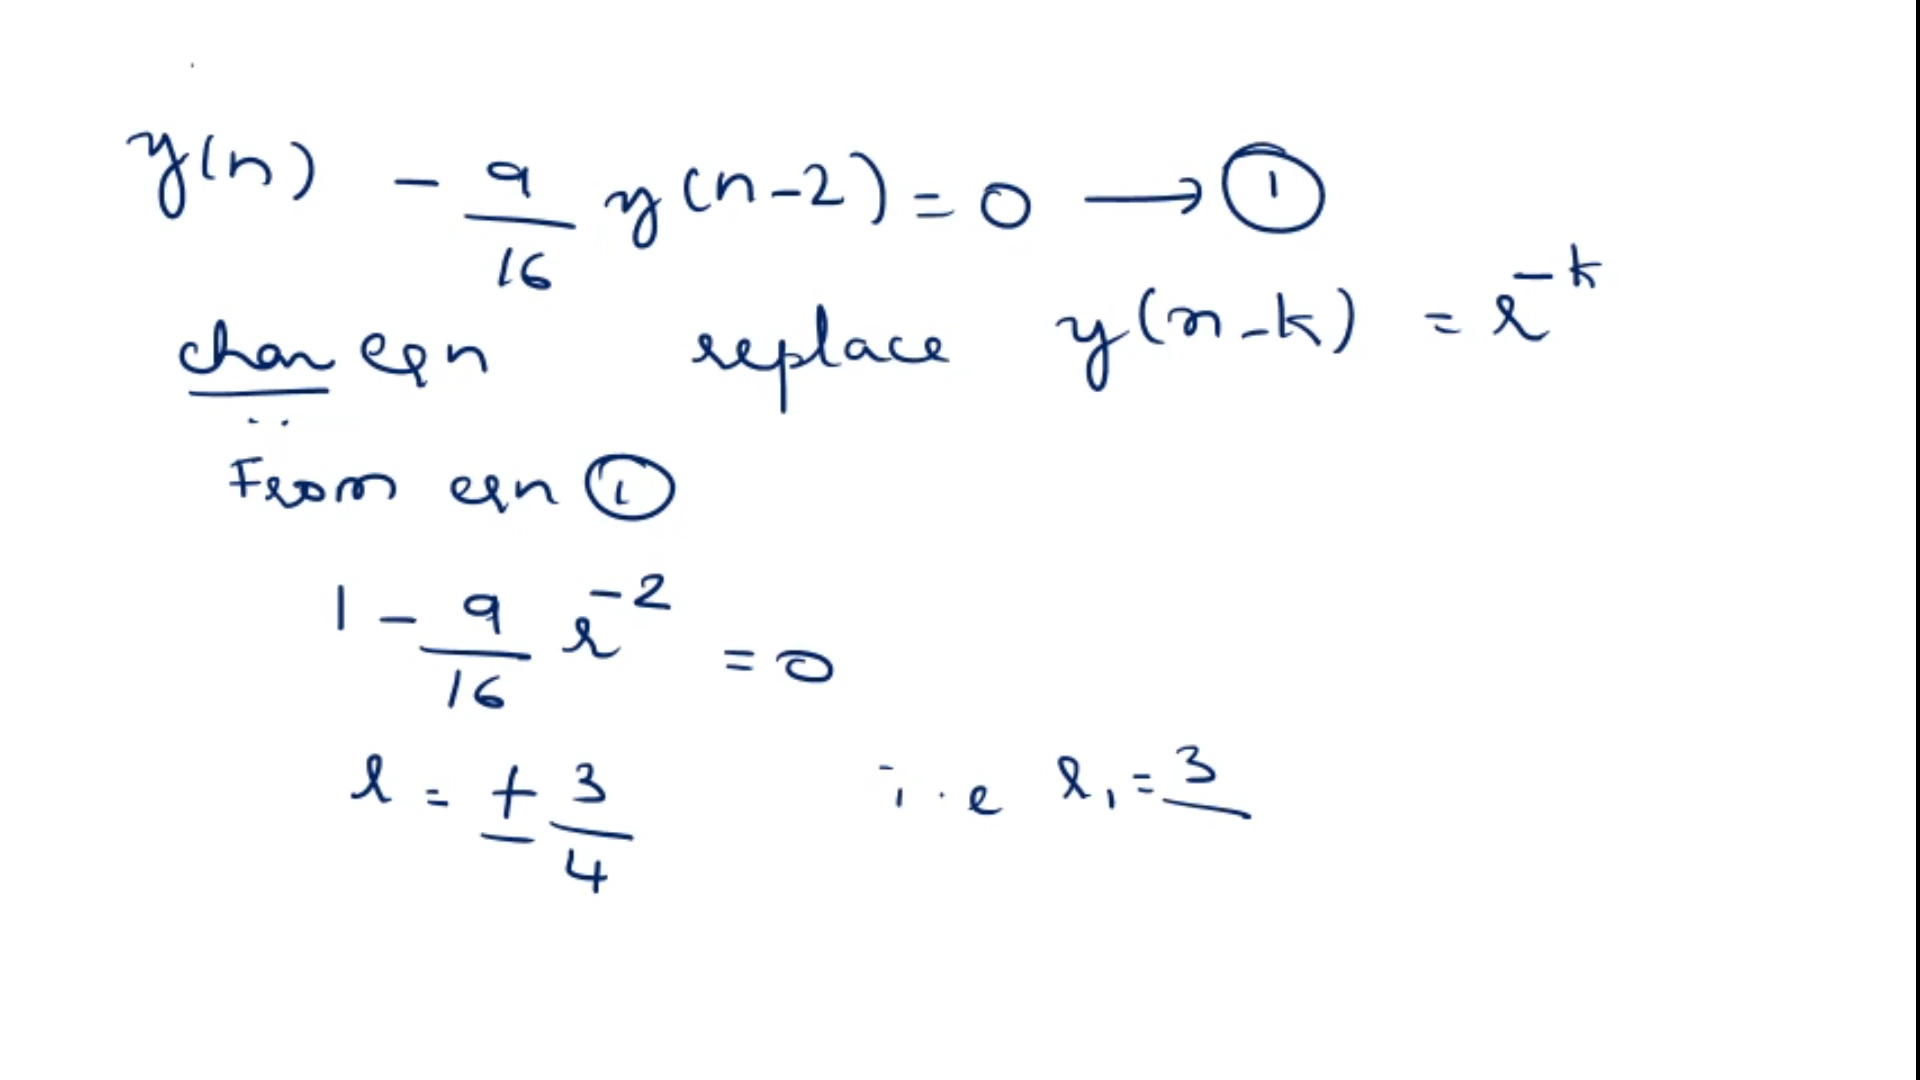 y(n) - 9/16 y(n-2) = 0 → ①
char eqn replace y(n-k) = r^-k
From eqn ①
1 - 9/16 r^-2 = 0
r = ± 3/4 i.e r₁ = 3/